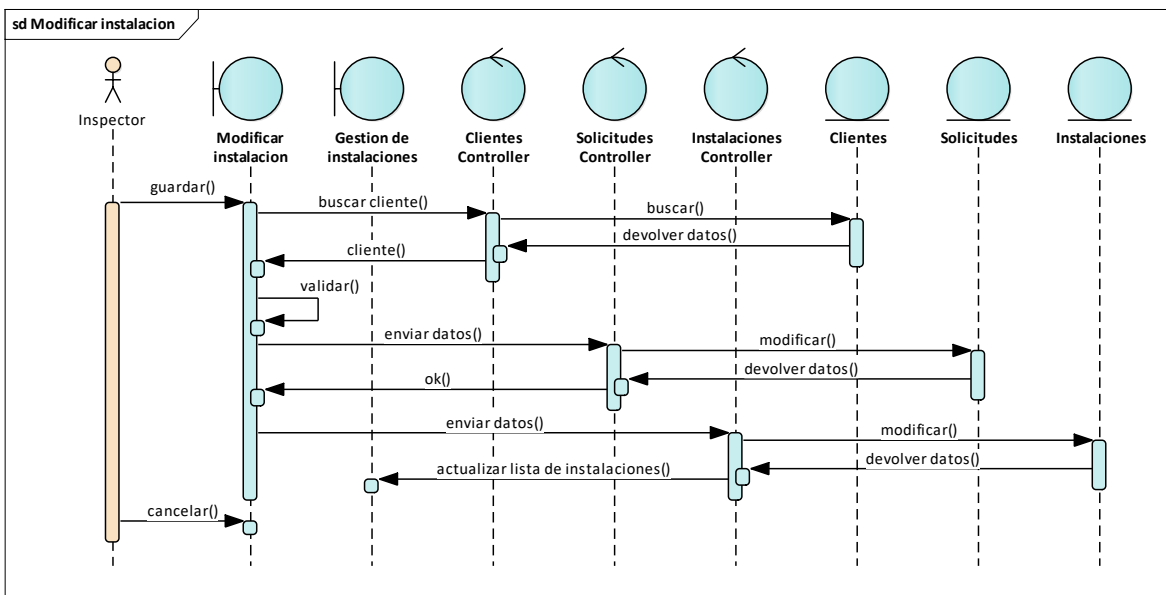 sd Modificar instalacion
Inspector
Modificar
instalacion
Gestion de
instalaciones
Clientes
Controller
Solicitudes
Controller
Instalaciones
Controller
Clientes
Solicitudes
Instalaciones
guardar()
buscar cliente()
buscar()
devolver datos()
cliente()
validar()
enviar datos()
modificar()
devolver datos()
ok()
enviar datos()
modificar()
devolver datos()
actualizar lista de instalaciones()
cancelar()